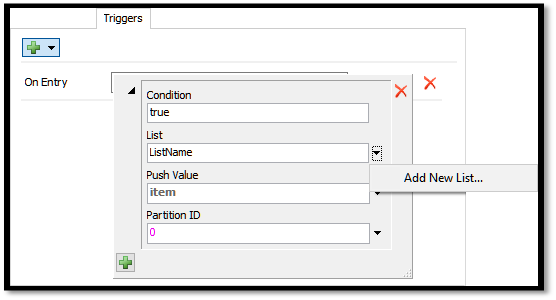 Triggers
On Entry
Condition
true
List
ListName
Add New List...
Push Value
item
Partition ID
0